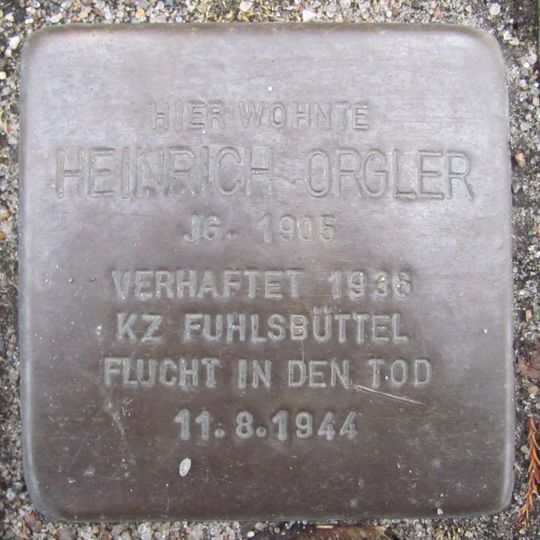 HIER WOHNTE
HEINRICH ORGLER
JG. 1905
VERHAFTET 1936
KZ FUHLSBÜTTEL
FLUCHT IN DEN TOD
11.8.1944